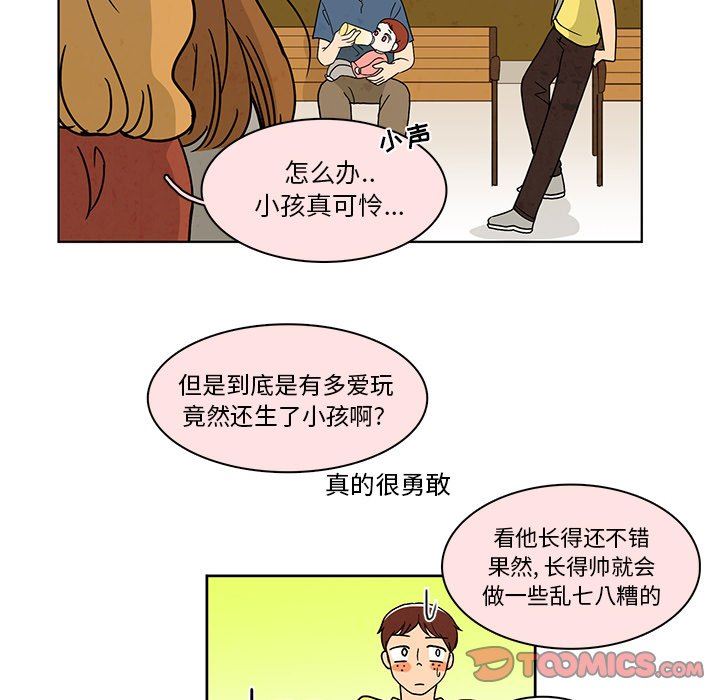 小声
怎么办..
小孩真可怜...
但是到底是有多爱玩
竟然还生了小孩啊?
真的很勇敢
看他长得还不错
果然, 长得帅就会
做一些乱七八糟的
TOOMICS.COM